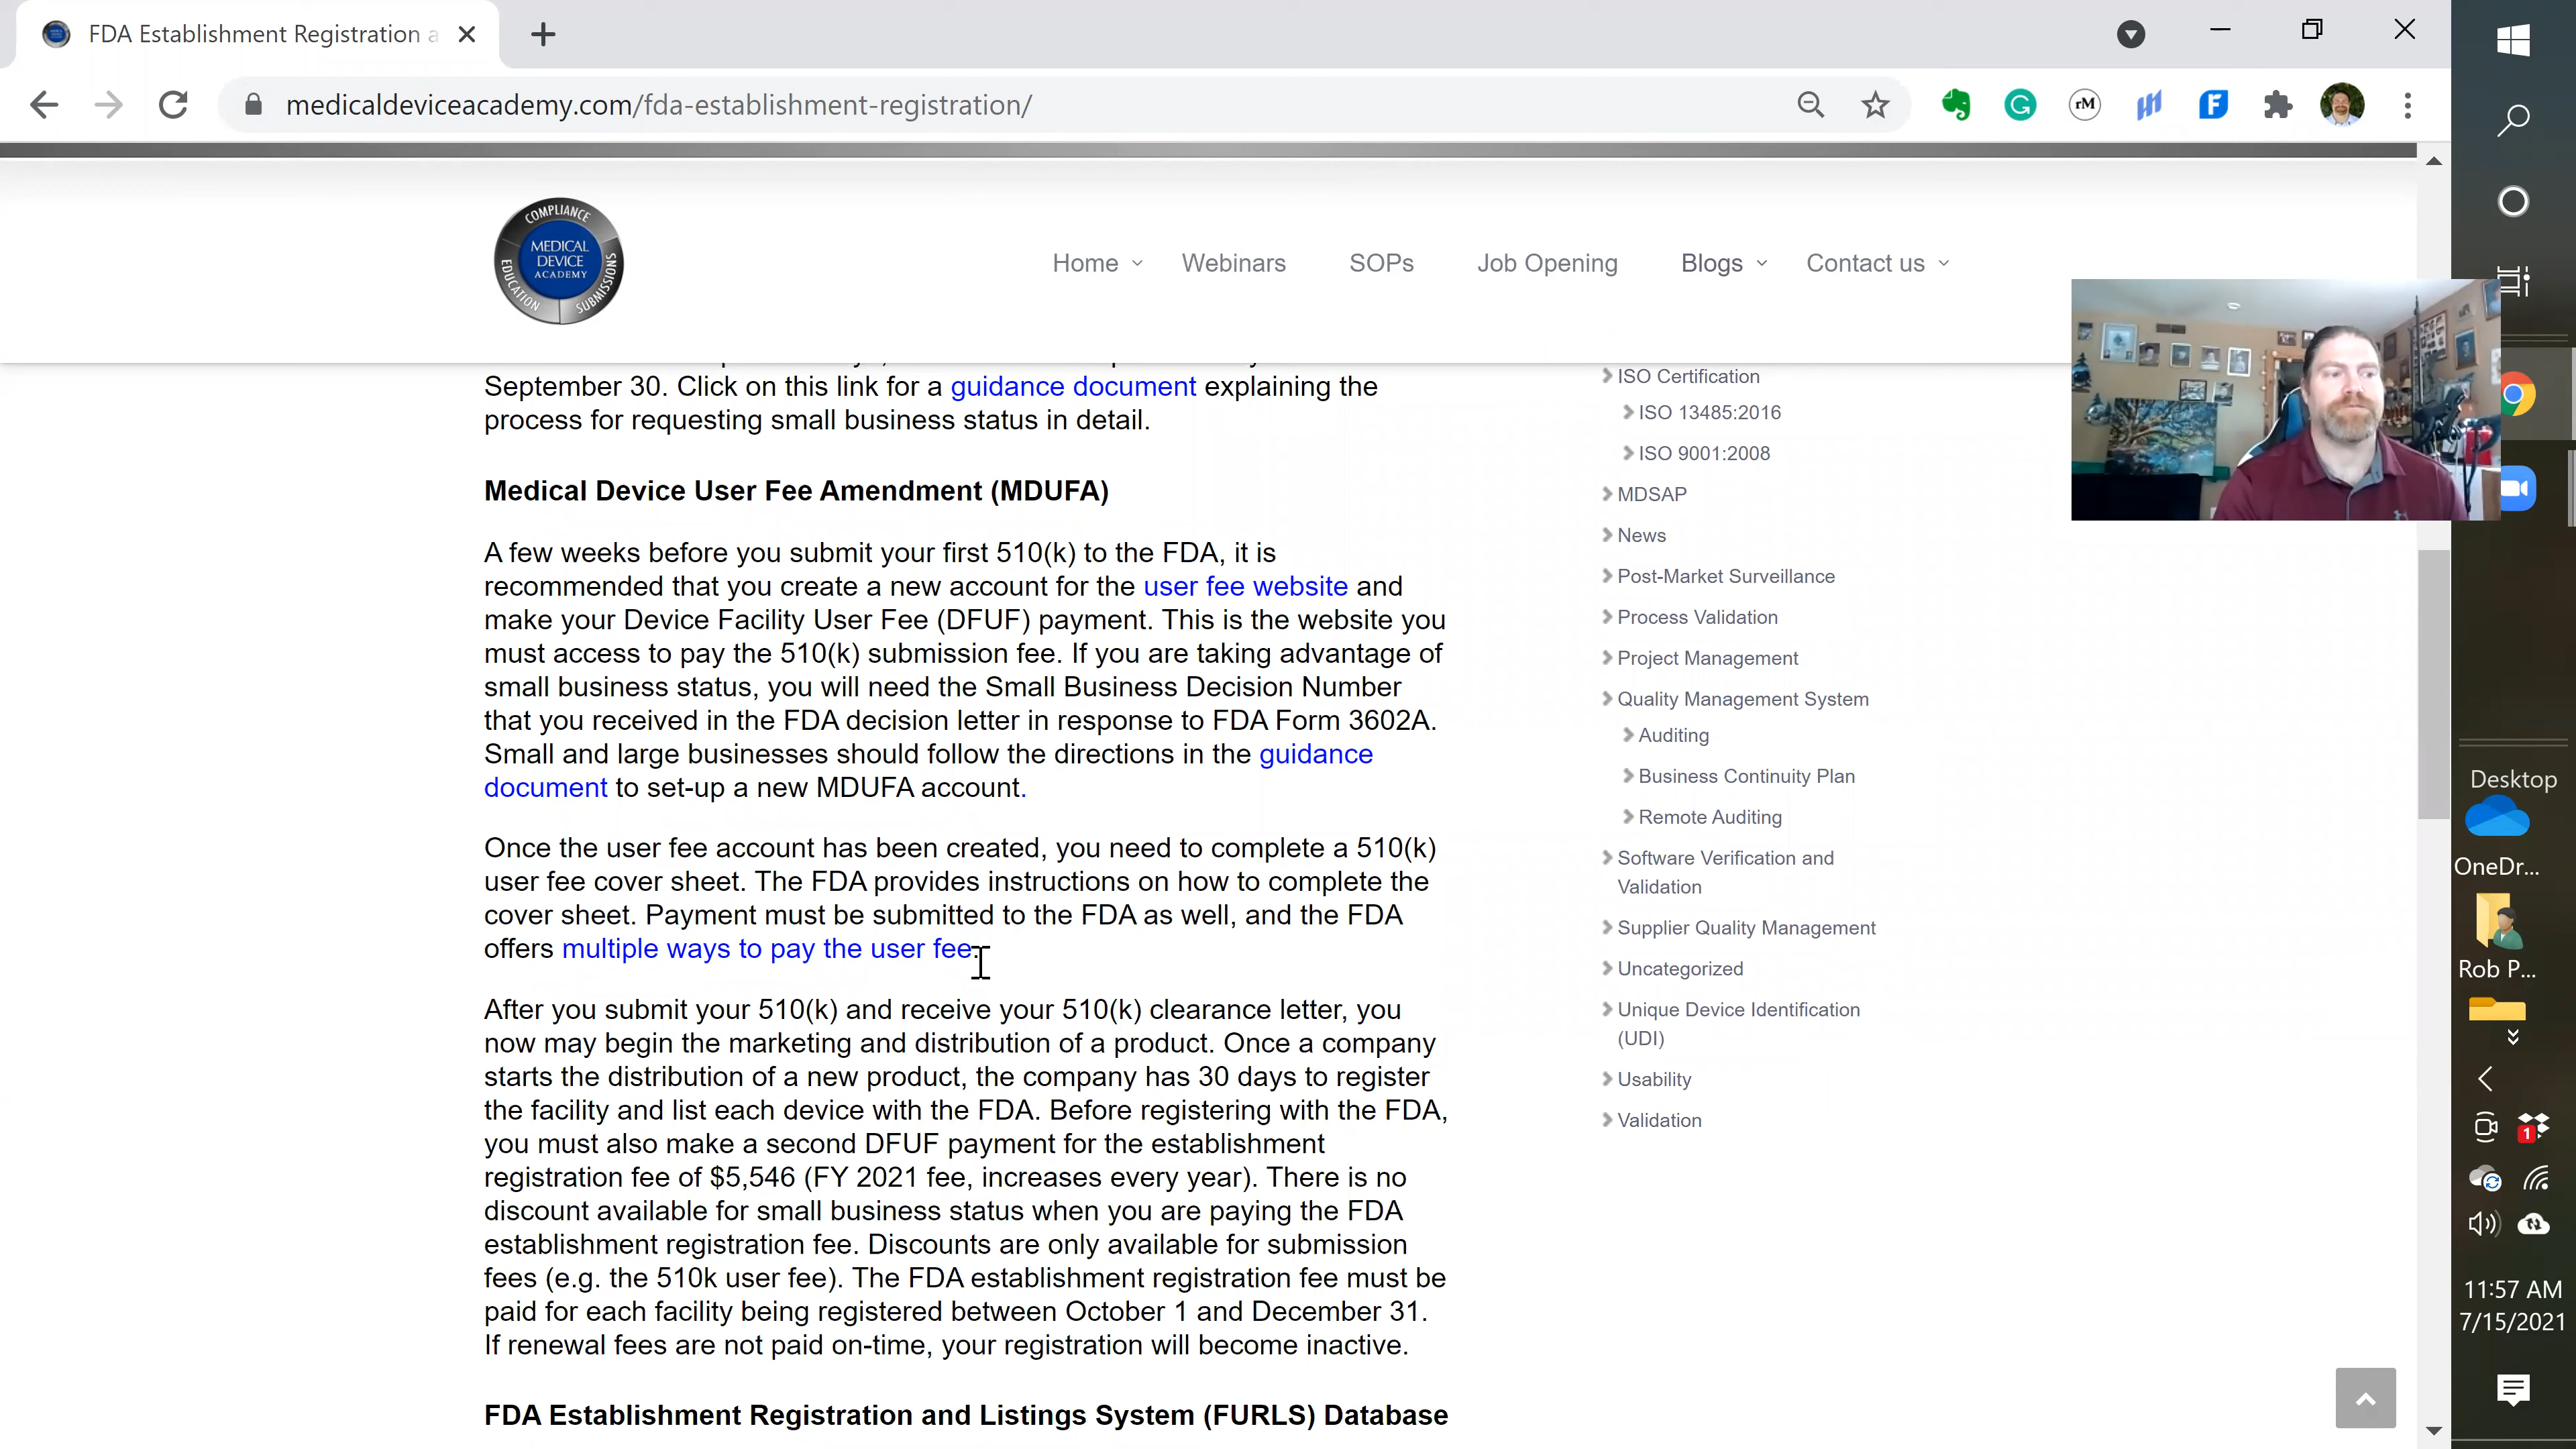 FDA Establishment Registration a
medicaldeviceacademy.com/fda-establishment-registration/
rM
COMPLIANCE
MEDICAL
DEVICE
ACADEMY
EDUCATION
SUBMISSIONS
Home
Webinars
SOPs
Job Opening
Blogs
Contact us
September 30. Click on this link for a guidance document explaining the
process for requesting small business status in detail.
Medical Device User Fee Amendment (MDUFA)
A few weeks before you submit your first 510(k) to the FDA, it is
recommended that you create a new account for the user fee website and
make your Device Facility User Fee (DFUF) payment. This is the website you
must access to pay the 510(k) submission fee. If you are taking advantage of
small business status, you will need the Small Business Decision Number
that you received in the FDA decision letter in response to FDA Form 3602A.
Small and large businesses should follow the directions in the guidance
document to set-up a new MDUFA account.
Once the user fee account has been created, you need to complete a 510(k)
user fee cover sheet. The FDA provides instructions on how to complete the
cover sheet. Payment must be submitted to the FDA as well, and the FDA
offers multiple ways to pay the user fee.
After you submit your 510(k) and receive your 510(k) clearance letter, you
now may begin the marketing and distribution of a product. Once a company
starts the distribution of a new product, the company has 30 days to register
the facility and list each device with the FDA. Before registering with the FDA,
you must also make a second DFUF payment for the establishment
registration fee of $5,546 (FY 2021 fee, increases every year). There is no
discount available for small business status when you are paying the FDA
establishment registration fee. Discounts are only available for submission
fees (e.g. the 510k user fee). The FDA establishment registration fee must be
paid for each facility being registered between October 1 and December 31.
If renewal fees are not paid on-time, your registration will become inactive.
FDA Establishment Registration and Listings System (FURLS) Database
ISO Certification
ISO 13485:2016
ISO 9001:2008
MDSAP
News
Post-Market Surveillance
Process Validation
Project Management
Quality Management System
Auditing
Business Continuity Plan
Remote Auditing
Software Verification and
Validation
Supplier Quality Management
Uncategorized
Unique Device Identification
(UDI)
Usability
Validation
Desktop
OneDr...
Rob P...
1
11:57 AM
7/15/2021